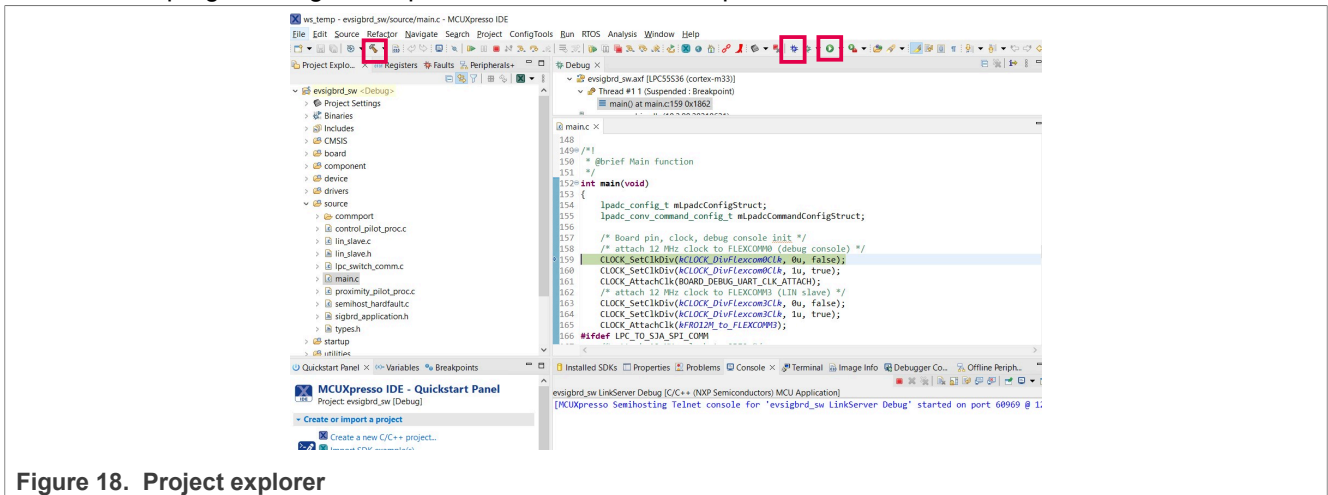 ws_temp - evsigbrd_sw/source/main.c - MCUXpresso IDE
File Edit Source Refactor Navigate Search Project ConfigTools Run RTOS Analysis Window Help
Project Explo... Registers Faults Peripherals+
evsigbrd_sw <Debug>
Project Settings
Binaries
Includes
CMSIS
board
component
device
drivers
source
commport
control_pilot_proc.c
lin_slave.c
lin_slave.h
lpc_switch_comm.c
main.c
proximity_pilot_proc.c
semihost_hardfault.c
sigbrd_application.h
types.h
startup
utilities
Debug
evsigbrd_sw.axf [LPC55S36 (cortex-m33)]
Thread #1 1 (Suspended : Breakpoint)
main() at main.c:159 0x1862
main.c
148
149 /*!
150 * @brief Main function
151 */
152 int main(void)
153 {
154 lpadc_config_t mLpadcConfigStruct;
155 lpadc_conv_command_config_t mLpadcCommandConfigStruct;
156
157 /* Board pin, clock, debug console init */
158 /* attach 12 MHz clock to FLEXCOMM0 (debug console) */
159 CLOCK_SetClkDiv(kCLOCK_DivFlexcom0Clk, 0u, false);
160 CLOCK_SetClkDiv(kCLOCK_DivFlexcom0Clk, 1u, true);
161 CLOCK_AttachClk(BOARD_DEBUG_UART_CLK_ATTACH);
162 /* attach 12 MHz clock to FLEXCOMM3 (LIN slave) */
163 CLOCK_SetClkDiv(kCLOCK_DivFlexcom3Clk, 0u, false);
164 CLOCK_SetClkDiv(kCLOCK_DivFlexcom3Clk, 1u, true);
165 CLOCK_AttachClk(kFRO12M_to_FLEXCOMM3);
166 #ifdef LPC_TO_SJA_SPI_COMM
Quickstart Panel Variables Breakpoints
MCUXpresso IDE - Quickstart Panel
Project: evsigbrd_sw [Debug]
Create or import a project
Create a new C/C++ project...
Installed SDKs Properties Problems Console Terminal Image Info Debugger Co... Offline Periph...
evsigbrd_sw LinkServer Debug [C/C++ (NXP Semiconductors) MCU Application]
[MCUXpresso Semihosting Telnet console for 'evsigbrd_sw LinkServer Debug' started on port 60969 @ 12
Figure 18. Project explorer